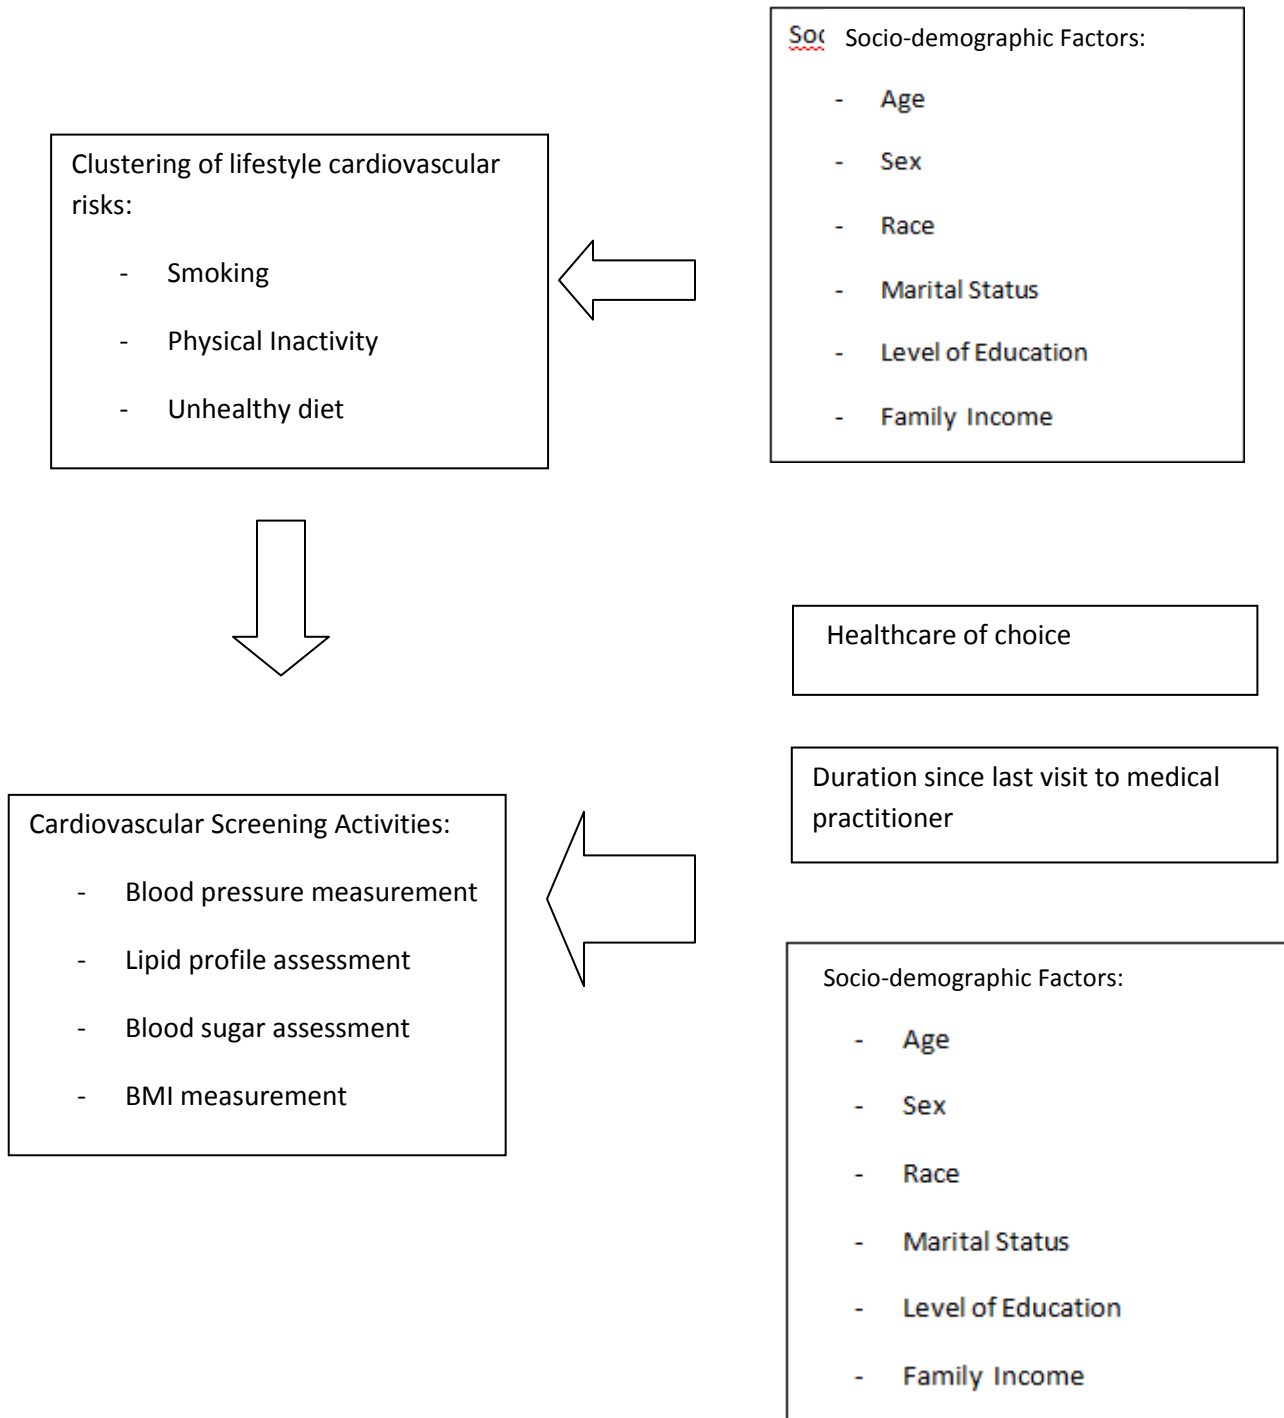 Soc Socio-demographic Factors:
- Age
- Sex
- Race
- Marital Status
- Level of Education
- Family Income
Clustering of lifestyle cardiovascular
risks:
- Smoking
- Physical Inactivity
- Unhealthy diet
Healthcare of choice
Duration since last visit to medical
practitioner
Cardiovascular Screening Activities:
- Blood pressure measurement
- Lipid profile assessment
- Blood sugar assessment
- BMI measurement
Socio-demographic Factors:
- Age
- Sex
- Race
- Marital Status
- Level of Education
- Family Income